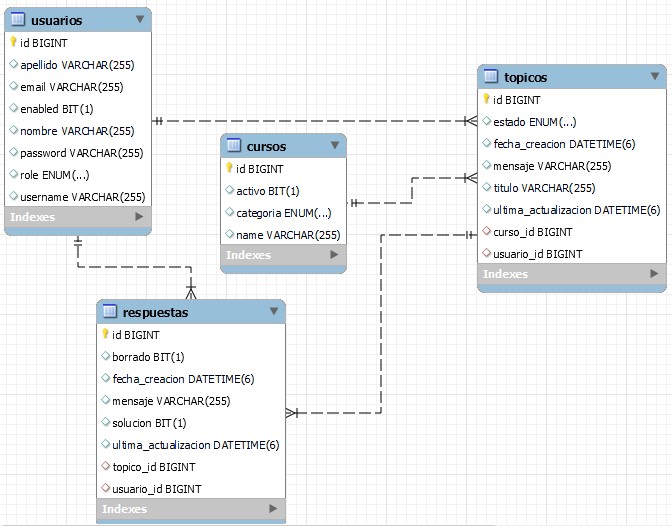 usuarios
id BIGINT
apellido VARCHAR(255)
email VARCHAR(255)
enabled BIT(1)
nombre VARCHAR(255)
password VARCHAR(255)
role ENUM(...)
username VARCHAR(255)
Indexes
cursos
id BIGINT
activo BIT(1)
categoria ENUM(...)
name VARCHAR(255)
Indexes
topicos
id BIGINT
estado ENUM(...)
fecha_creacion DATETIME(6)
mensaje VARCHAR(255)
titulo VARCHAR(255)
ultima_actualizacion DATETIME(6)
curso_id BIGINT
usuario_id BIGINT
Indexes
respuestas
id BIGINT
borrado BIT(1)
fecha_creacion DATETIME(6)
mensaje VARCHAR(255)
solucion BIT(1)
ultima_actualizacion DATETIME(6)
topico_id BIGINT
usuario_id BIGINT
Indexes